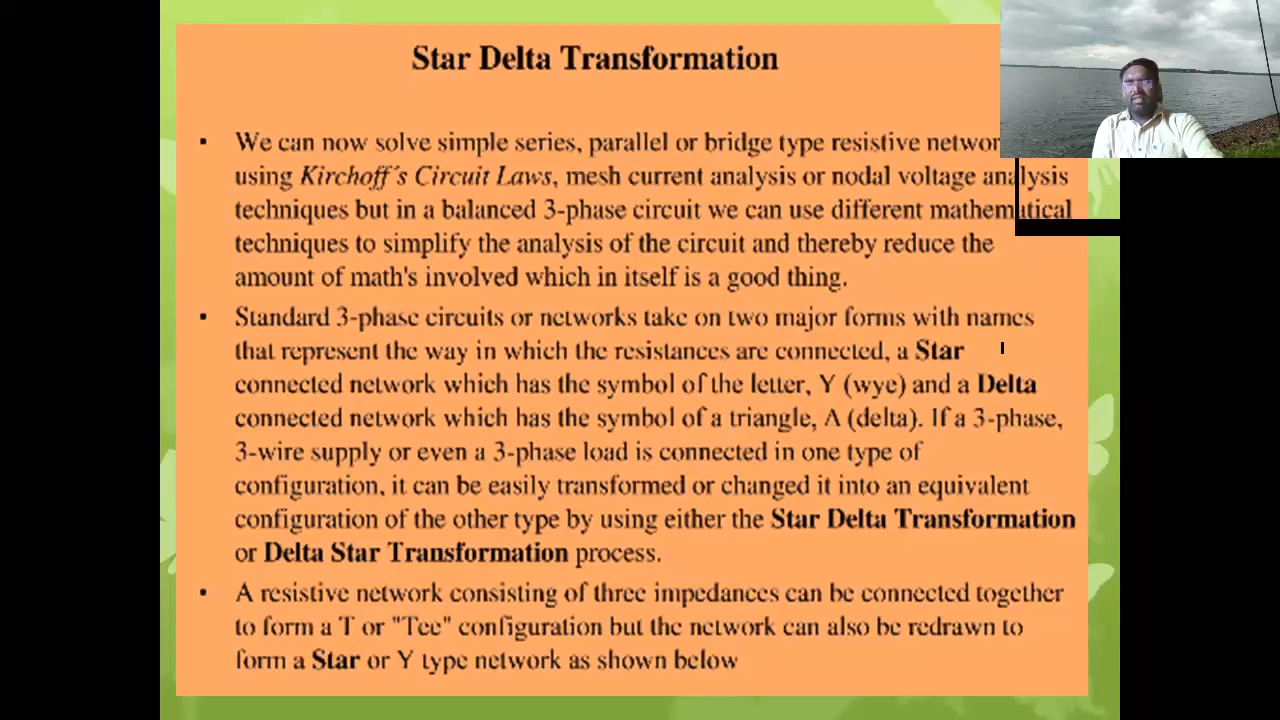 Star Delta Transformation
• We can now solve simple series, parallel or bridge type resistive networ
using Kirchoff´s Circuit Laws, mesh current analysis or nodal voltage analysis
techniques but in a balanced 3-phase circuit we can use different mathematical
techniques to simplify the analysis of the circuit and thereby reduce the
amount of math's involved which in itself is a good thing.
• Standard 3-phase circuits or networks take on two major forms with names
that represent the way in which the resistances are connected, a Star
connected network which has the symbol of the letter, Υ (wye) and a Delta
connected network which has the symbol of a triangle, Δ (delta). If a 3-phase,
3-wire supply or even a 3-phase load is connected in one type of
configuration, it can be easily transformed or changed it into an equivalent
configuration of the other type by using either the Star Delta Transformation
or Delta Star Transformation process.
• A resistive network consisting of three impedances can be connected together
to form a T or "Tee" configuration but the network can also be redrawn to
form a Star or Υ type network as shown below